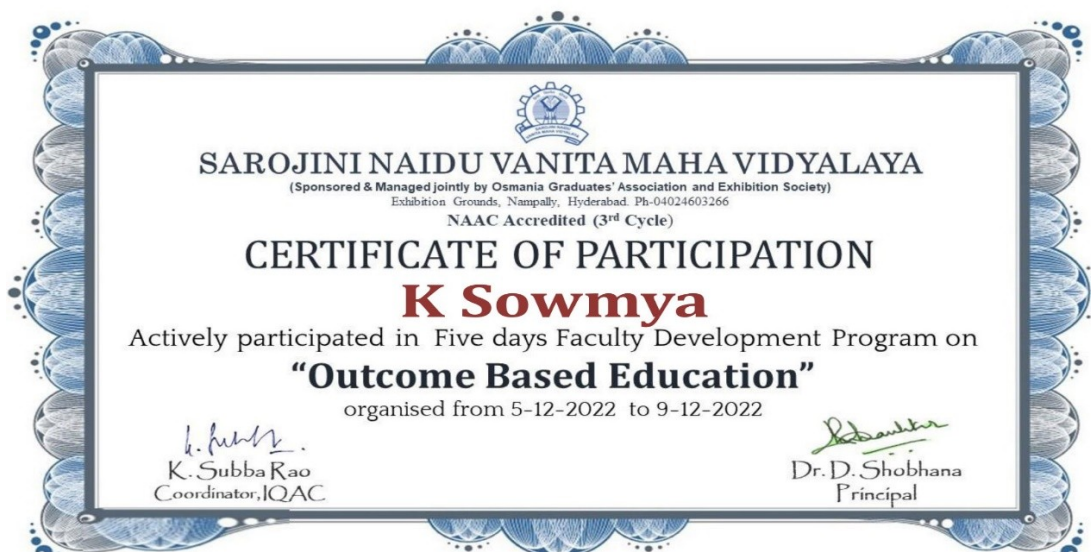 SAROJINI NAIDU VANITA MAHA VIDYALAYA
(Sponsored & Managed jointly by Osmania Graduates' Association and Exhibition Society)
Exhibition Grounds, Nampally, Hyderabad. Ph-04024603266
NAAC Accredited (3rd Cycle)
CERTIFICATE OF PARTICIPATION
K Sowmya
Actively participated in Five days Faculty Development Program on
“Outcome Based Education”
organised from 5-12-2022 to 9-12-2022
K. Subba Rao
Coordinator, IQAC
Dr. D. Shobhana
Principal